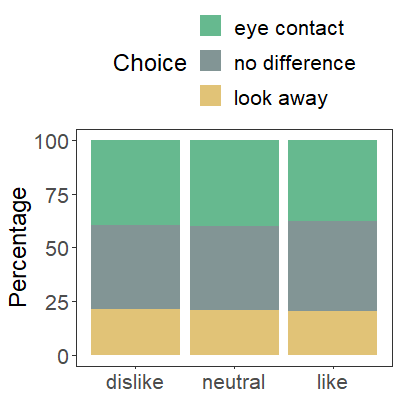 eye contact
Choice no difference
look away
100
75
50
25
0
Percentage
dislike neutral like